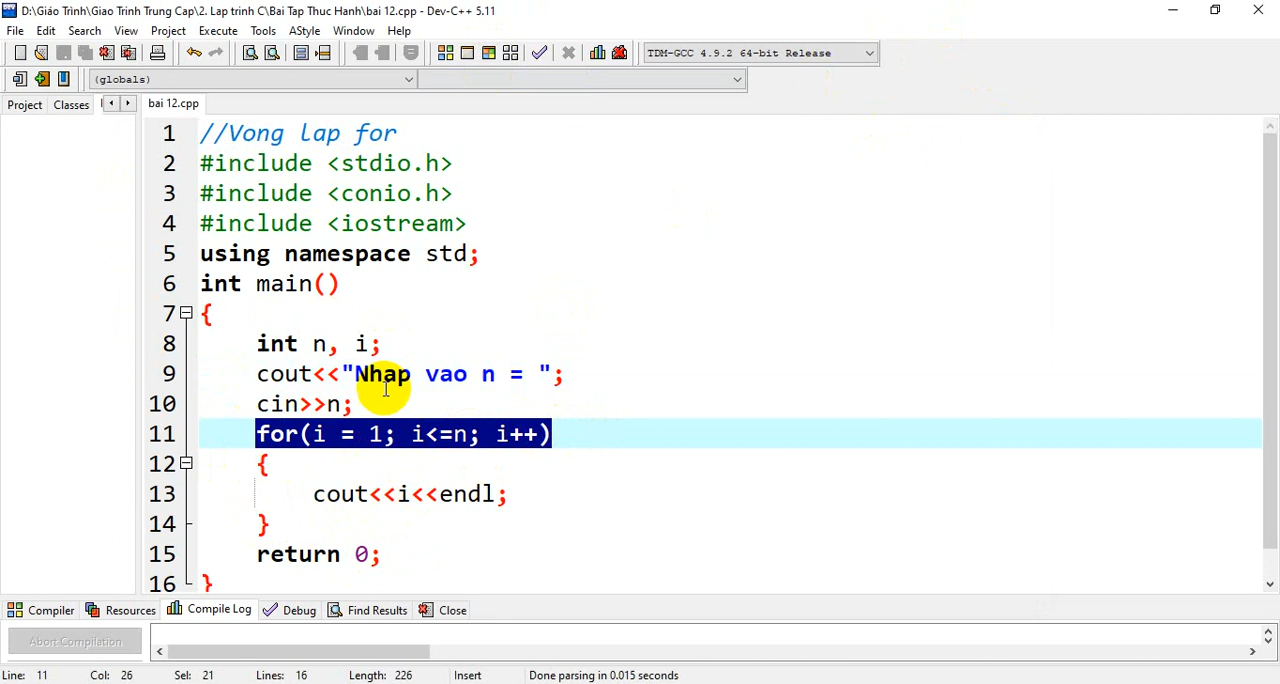 D:\Giáo Trình\Giao Trinh Trung Cap\2. Lap trinh C\Bai Tap Thuc Hanh\bai 12.cpp - Dev-C++ 5.11
File Edit Search View Project Execute Tools AStyle Window Help
TDM-GCC 4.9.2 64-bit Release
(globals)
Project Classes bai 12.cpp
1 //Vong lap for
2 #include <stdio.h>
3 #include <conio.h>
4 #include <iostream>
5 using namespace std;
6 int main()
7 {
8 int n, i;
9 cout<<"Nhap vao n = ";
10 cin>>n;
11 for(i = 1; i<=n; i++)
12 {
13 cout<<i<<endl;
14 }
15 return 0;
16 }
Compiler Resources Compile Log Debug Find Results Close
Abort Compilation
Line: 11 Col: 26 Sel: 21 Lines: 16 Length: 226 Insert Done parsing in 0.015 seconds